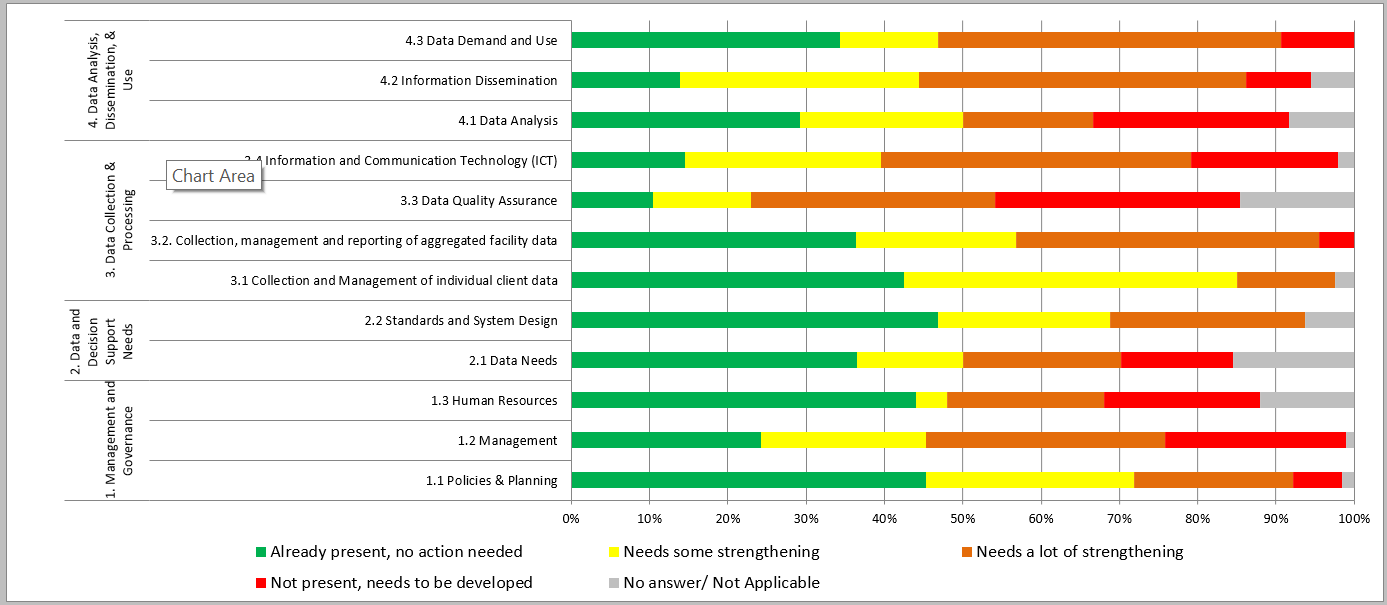 4. Data Analysis,
Dissemination, &
Use
4.3 Data Demand and Use
4.2 Information Dissemination
4.1 Data Analysis
3. Data Collection &
Processing
Information and Communication Technology (ICT)
Chart Area
3.3 Data Quality Assurance
3.2. Collection, management and reporting of aggregated facility data
3.1 Collection and Management of individual client data
2. Data and
Decision
Support
Needs
2.2 Standards and System Design
2.1 Data Needs
1. Management and
Governance
1.3 Human Resources
1.2 Management
1.1 Policies & Planning
0% 10% 20% 30% 40% 50% 60% 70% 80% 90% 100%
Already present, no action needed Needs some strengthening Needs a lot of strengthening
Not present, needs to be developed No answer/ Not Applicable